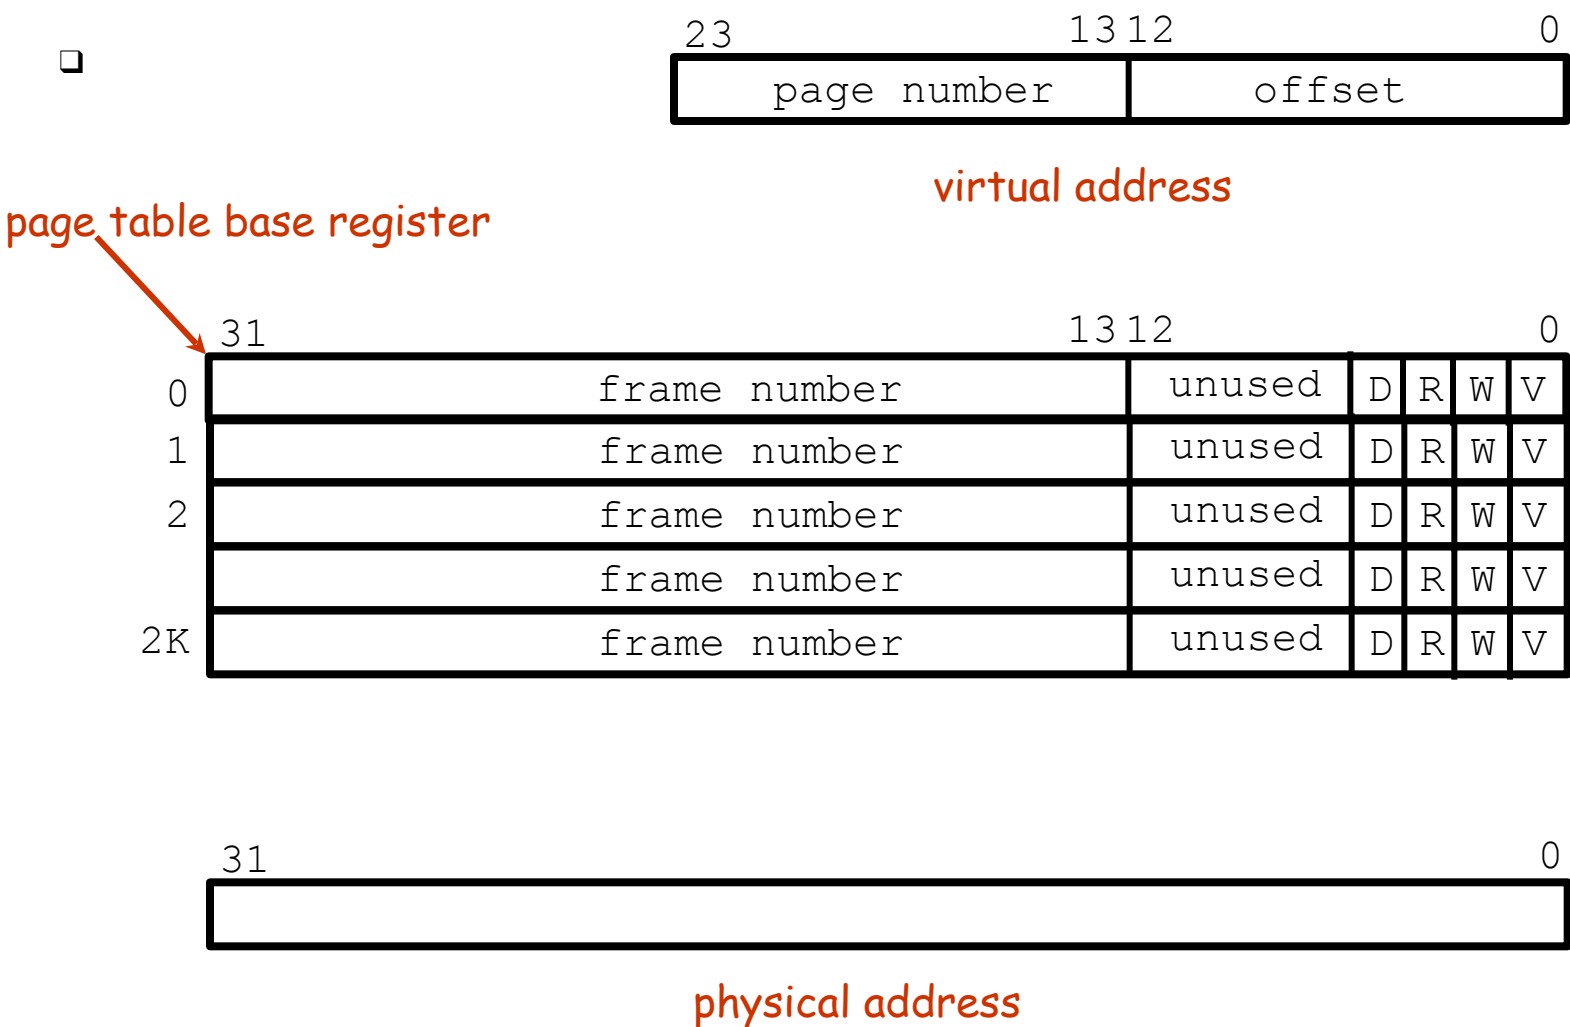 23 13 12 0
page number offset
virtual address
page table base register
31 13 12 0
0 frame number unused D R W V
1 frame number unused D R W V
2 frame number unused D R W V
frame number unused D R W V
2K frame number unused D R W V
31 0
physical address